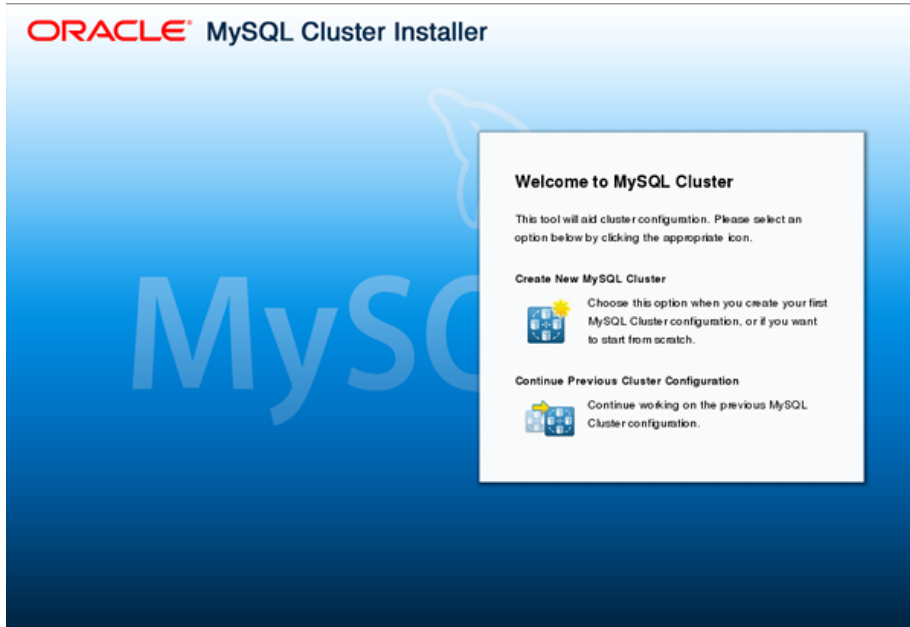 ORACLE® MySQL Cluster Installer
MySQ
Welcome to MySQL Cluster
This tool will aid cluster configuration. Please select an
option below by clicking the appropriate icon.
Create New MySQL Cluster
Choose this option when you create your first
MySQL Cluster configuration, or if you want
to start from scratch.
Continue Previous Cluster Configuration
Continue working on the previous MySQL
Cluster configuration.